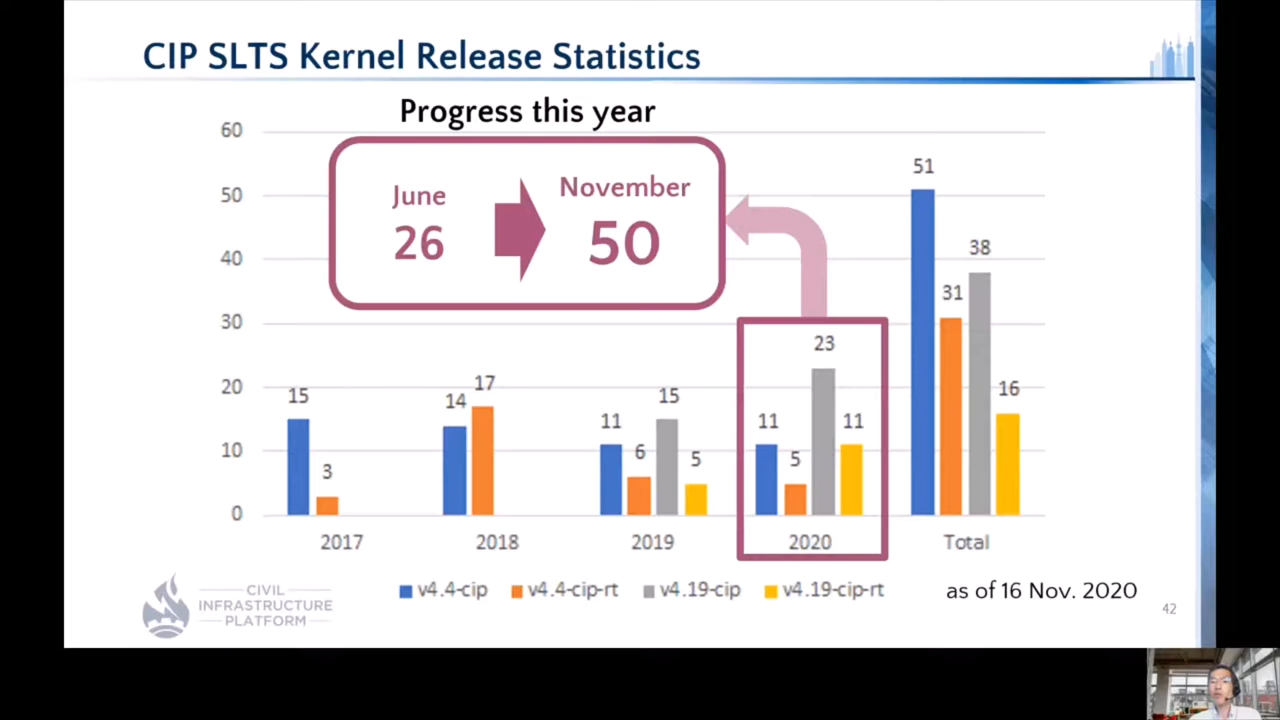 CIP SLTS Kernel Release Statistics
Progress this year
June
26
November
50
60
50
40
30
20
10
0
15
3
14
17
11
6
15
5
11
5
23
11
51
31
38
16
2017
2018
2019
2020
Total
v4.4-cip
v4.4-cip-rt
v4.19-cip
v4.19-cip-rt
as of 16 Nov. 2020
CIVIL
INFRASTRUCTURE
PLATFORM
42